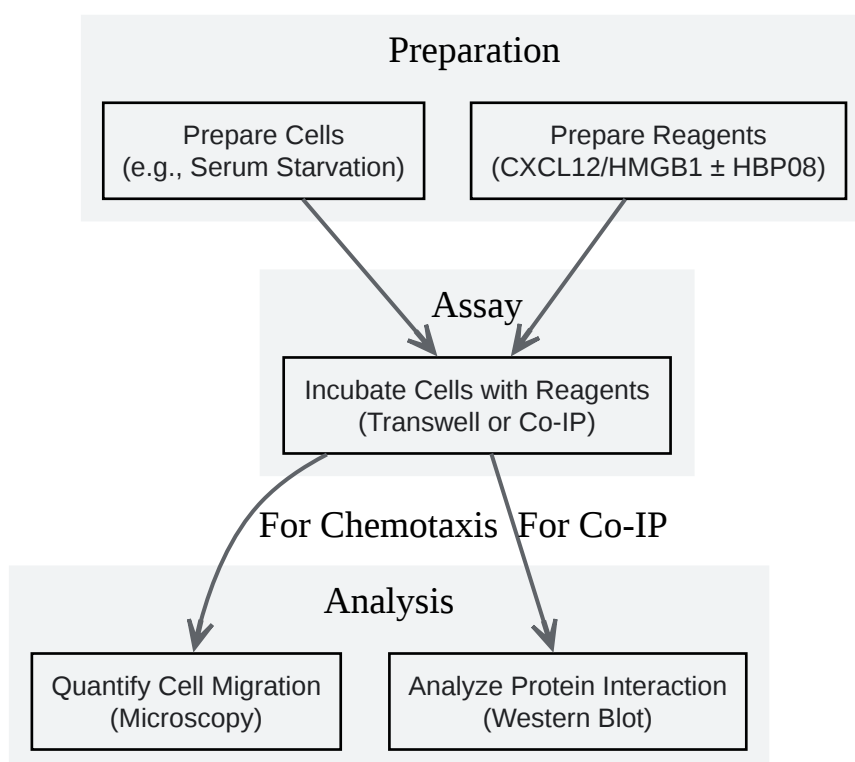 Preparation
Prepare Cells
(e.g., Serum Starvation)
Prepare Reagents
(CXCL12/HMGB1 ± HBP08)
Assay
Incubate Cells with Reagents
(Transwell or Co-IP)
For Chemotaxis
For Co-IP
Analysis
Quantify Cell Migration
(Microscopy)
Analyze Protein Interaction
(Western Blot)